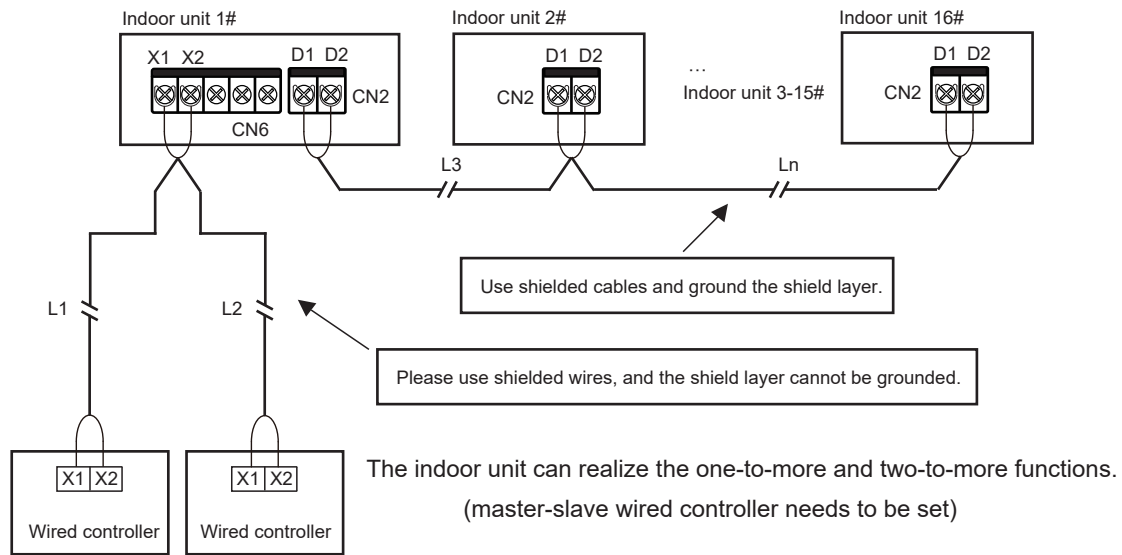 Indoor unit 1#
Indoor unit 2#
Indoor unit 16#
X1 X2
D1 D2
CN2
CN6
D1 D2
CN2
...
Indoor unit 3-15#
D1 D2
CN2
L3
Ln
Use shielded cables and ground the shield layer.
L1
L2
Please use shielded wires, and the shield layer cannot be grounded.
X1 X2
Wired controller
X1 X2
Wired controller
The indoor unit can realize the one-to-more and two-to-more functions.
(master-slave wired controller needs to be set)